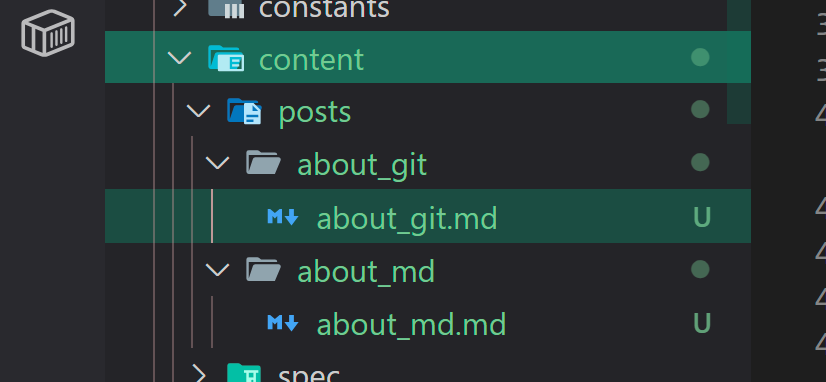 constants
content
posts
about_git
about_git.md U
about_md
about_md.md U
spec